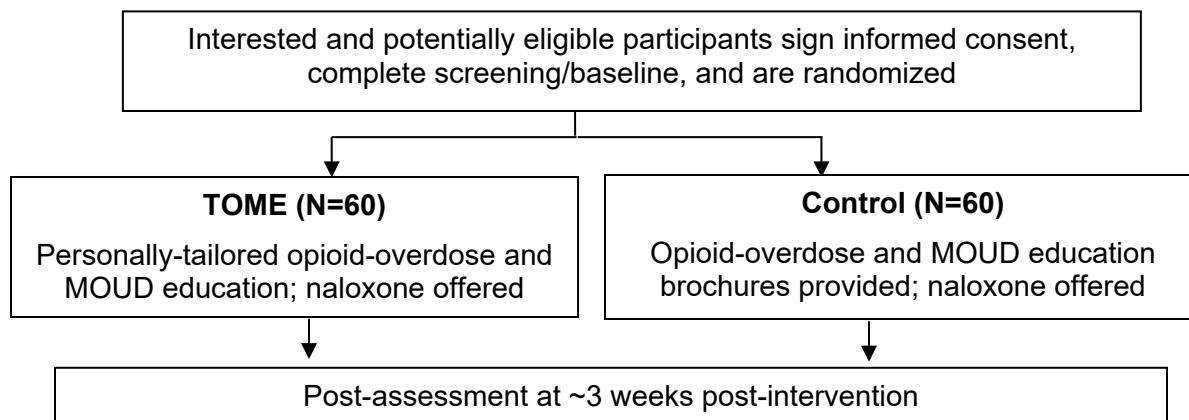 Interested and potentially eligible participants sign informed consent,
complete screening/baseline, and are randomized
TOME (N=60)
Personally-tailored opioid-overdose and
MOUD education; naloxone offered
Control (N=60)
Opioid-overdose and MOUD education
brochures provided; naloxone offered
Post-assessment at ~3 weeks post-intervention